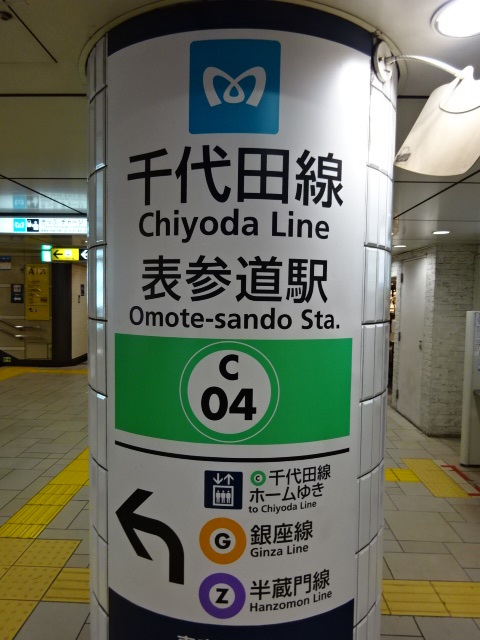 千代田線
Chiyoda Line
表参道駅
Omote-sando Sta.
C
04
C 千代田線
ホームゆき
to Chiyoda Line
G 銀座線
Ginza Line
Z 半蔵門線
Hanzomon Line